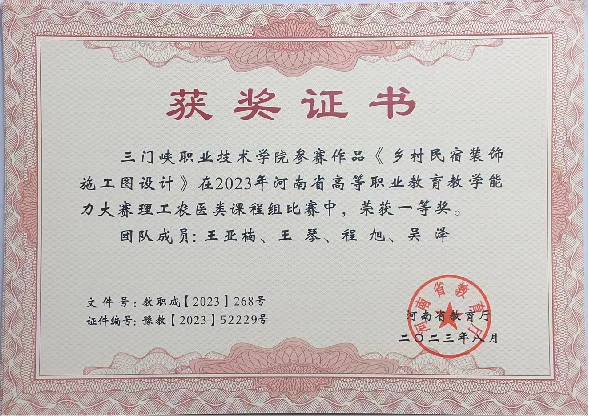 获奖证书
三门峡职业技术学院参赛作品《乡村民宿装饰
施工图设计》在2023年河南省高等职业教育教学能
力大赛理工农医类课程组比赛中，荣获一等奖。
团队成员：王亚楠、王 琴、程 旭、吴 泽
文 件 号：教职成【2023】268号
证件编号：豫教【2023】52229号
河南省教育厅
河南省教育厅
二〇二三年八月